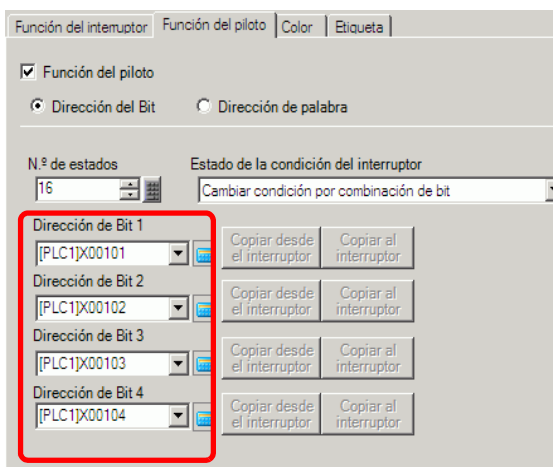 Función del interruptor Función del piloto Color Etiqueta
Función del piloto
Dirección del Bit Dirección de palabra
N.º de estados Estado de la condición del interruptor
16 Cambiar condición por combinación de bit
Dirección de Bit 1
[PLC1]X00101 Copiar desde el interruptor Copiar al interruptor
Dirección de Bit 2
[PLC1]X00102 Copiar desde el interruptor Copiar al interruptor
Dirección de Bit 3
[PLC1]X00103 Copiar desde el interruptor Copiar al interruptor
Dirección de Bit 4
[PLC1]X00104 Copiar desde el interruptor Copiar al interruptor